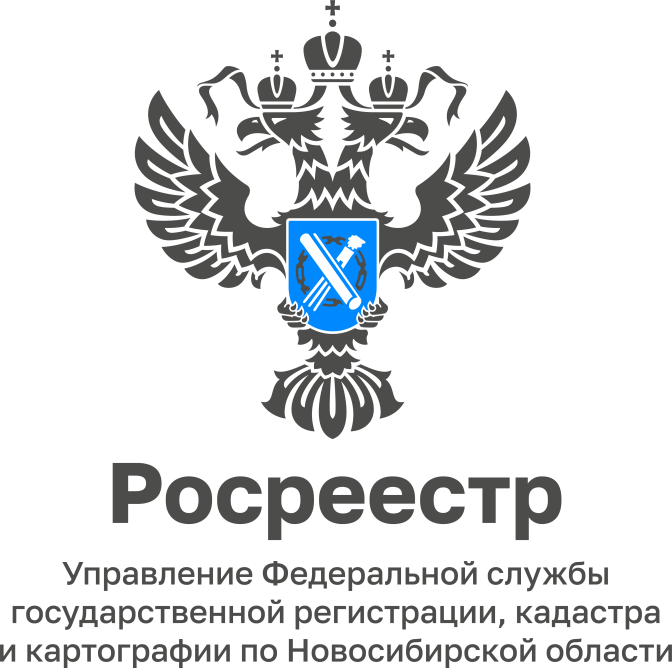 Росреестр
Управление Федеральной службы
государственной регистрации, кадастра
и картографии по Новосибирской области